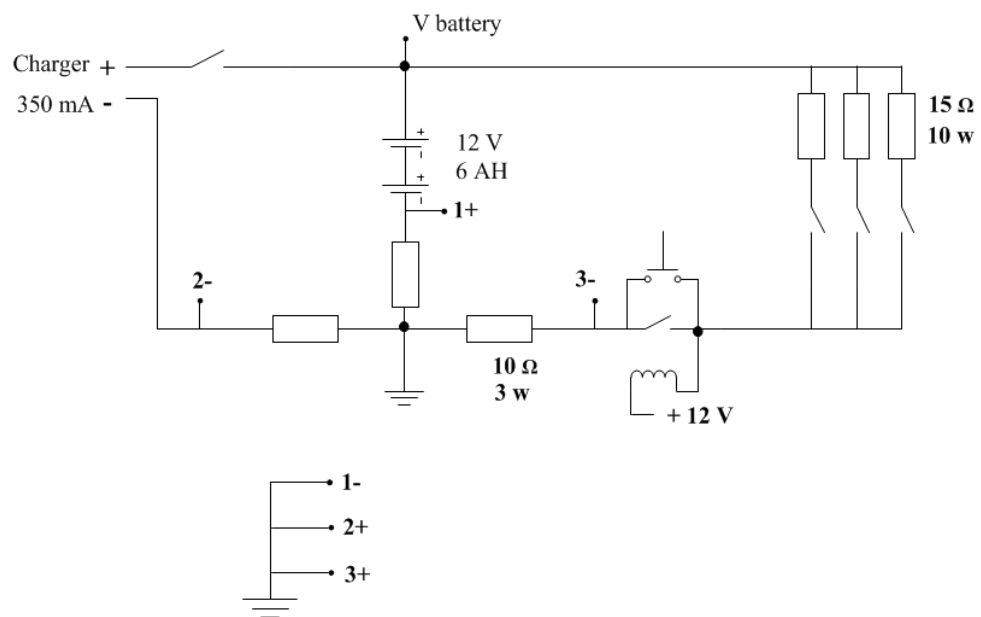 V battery
Charger +
350 mA -
15 Ω
10 w
+
-
12 V
6 AH
+
-
1+
2-
3-
10 Ω
3 w
+ 12 V
1-
2+
3+